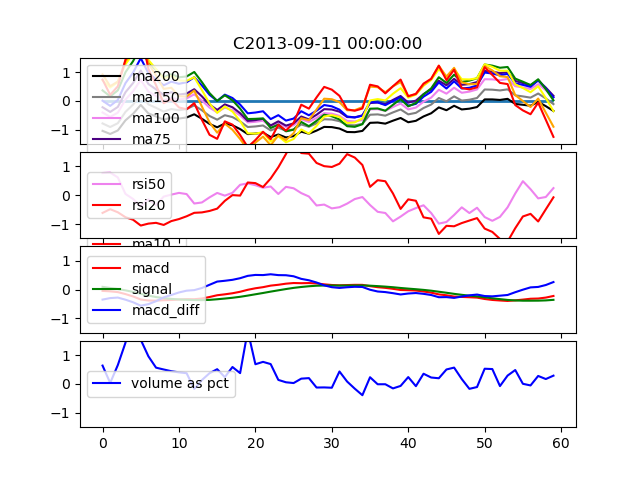 C2013-09-11 00:00:00
1
0
−1
ma200
ma150
ma100
ma75
1
0
−1
rsi50
rsi20
ma10
1
0
−1
macd
signal
macd_diff
1
0
−1
volume as pct
0 10 20 30 40 50 60